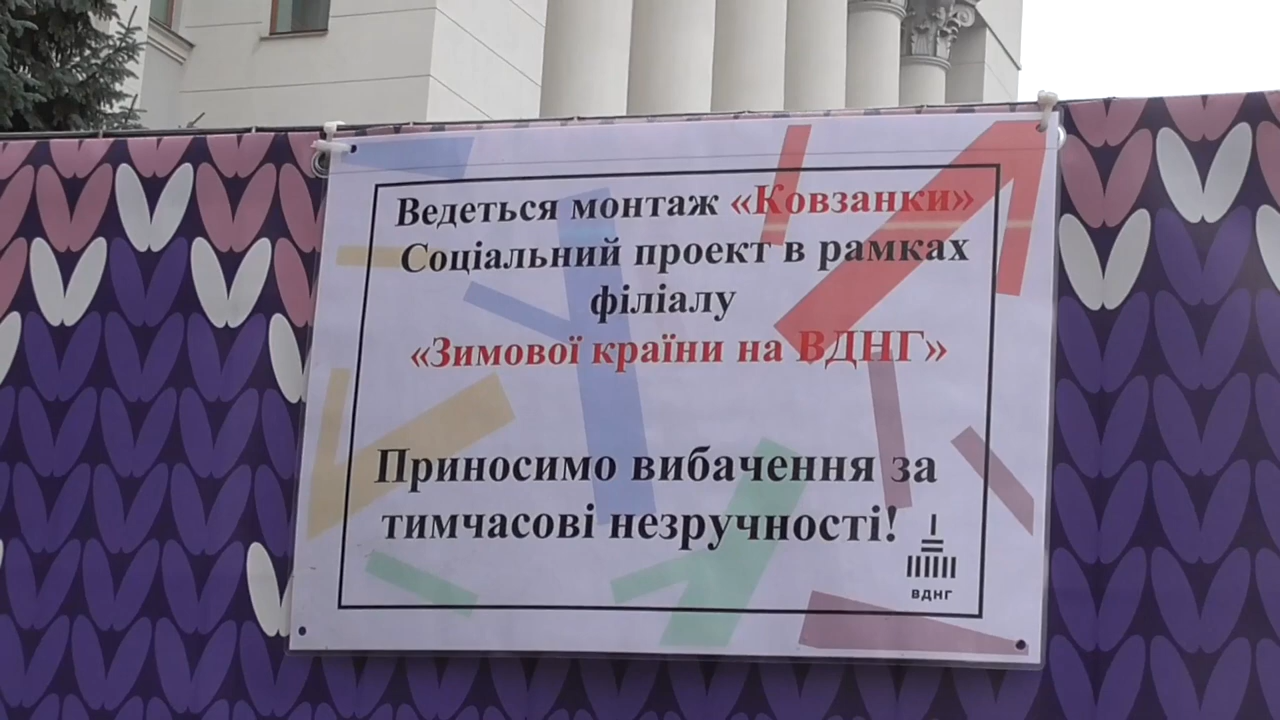 Ведеться монтаж «Ковзанки»
Соціальний проект в рамках
філіалу
«Зимової країни на ВДНГ»
Приносимо вибачення за
тимчасові незручності!
ВДНГ